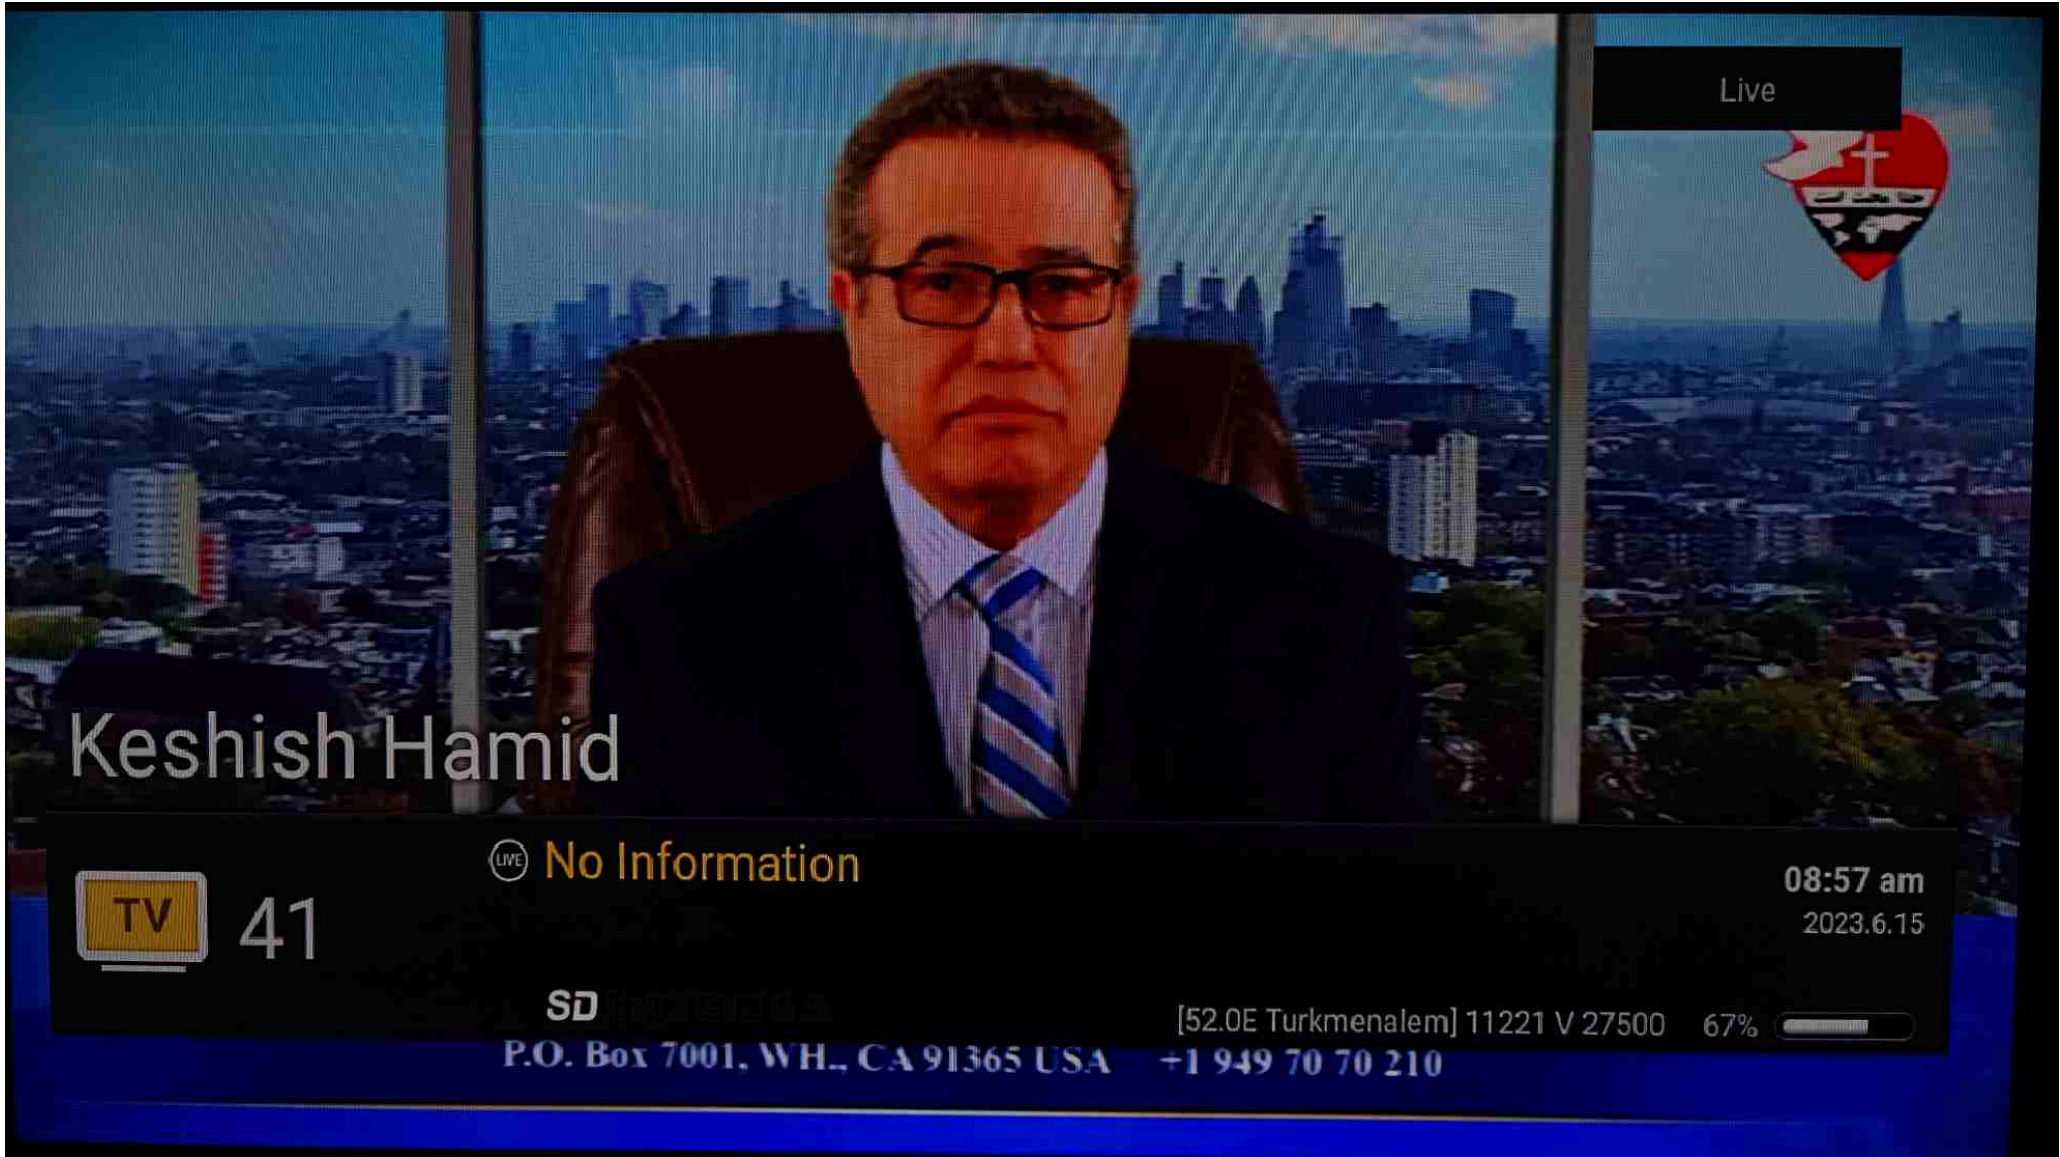 Live
Keshish Hamid
LIVE No Information
TV 41
08:57 am
2023.6.15
SD
[52.0E Turkmenalem] 11221 V 27500 67%
P.O. Box 7001, WH., CA 91365 USA +1 949 70 70 210